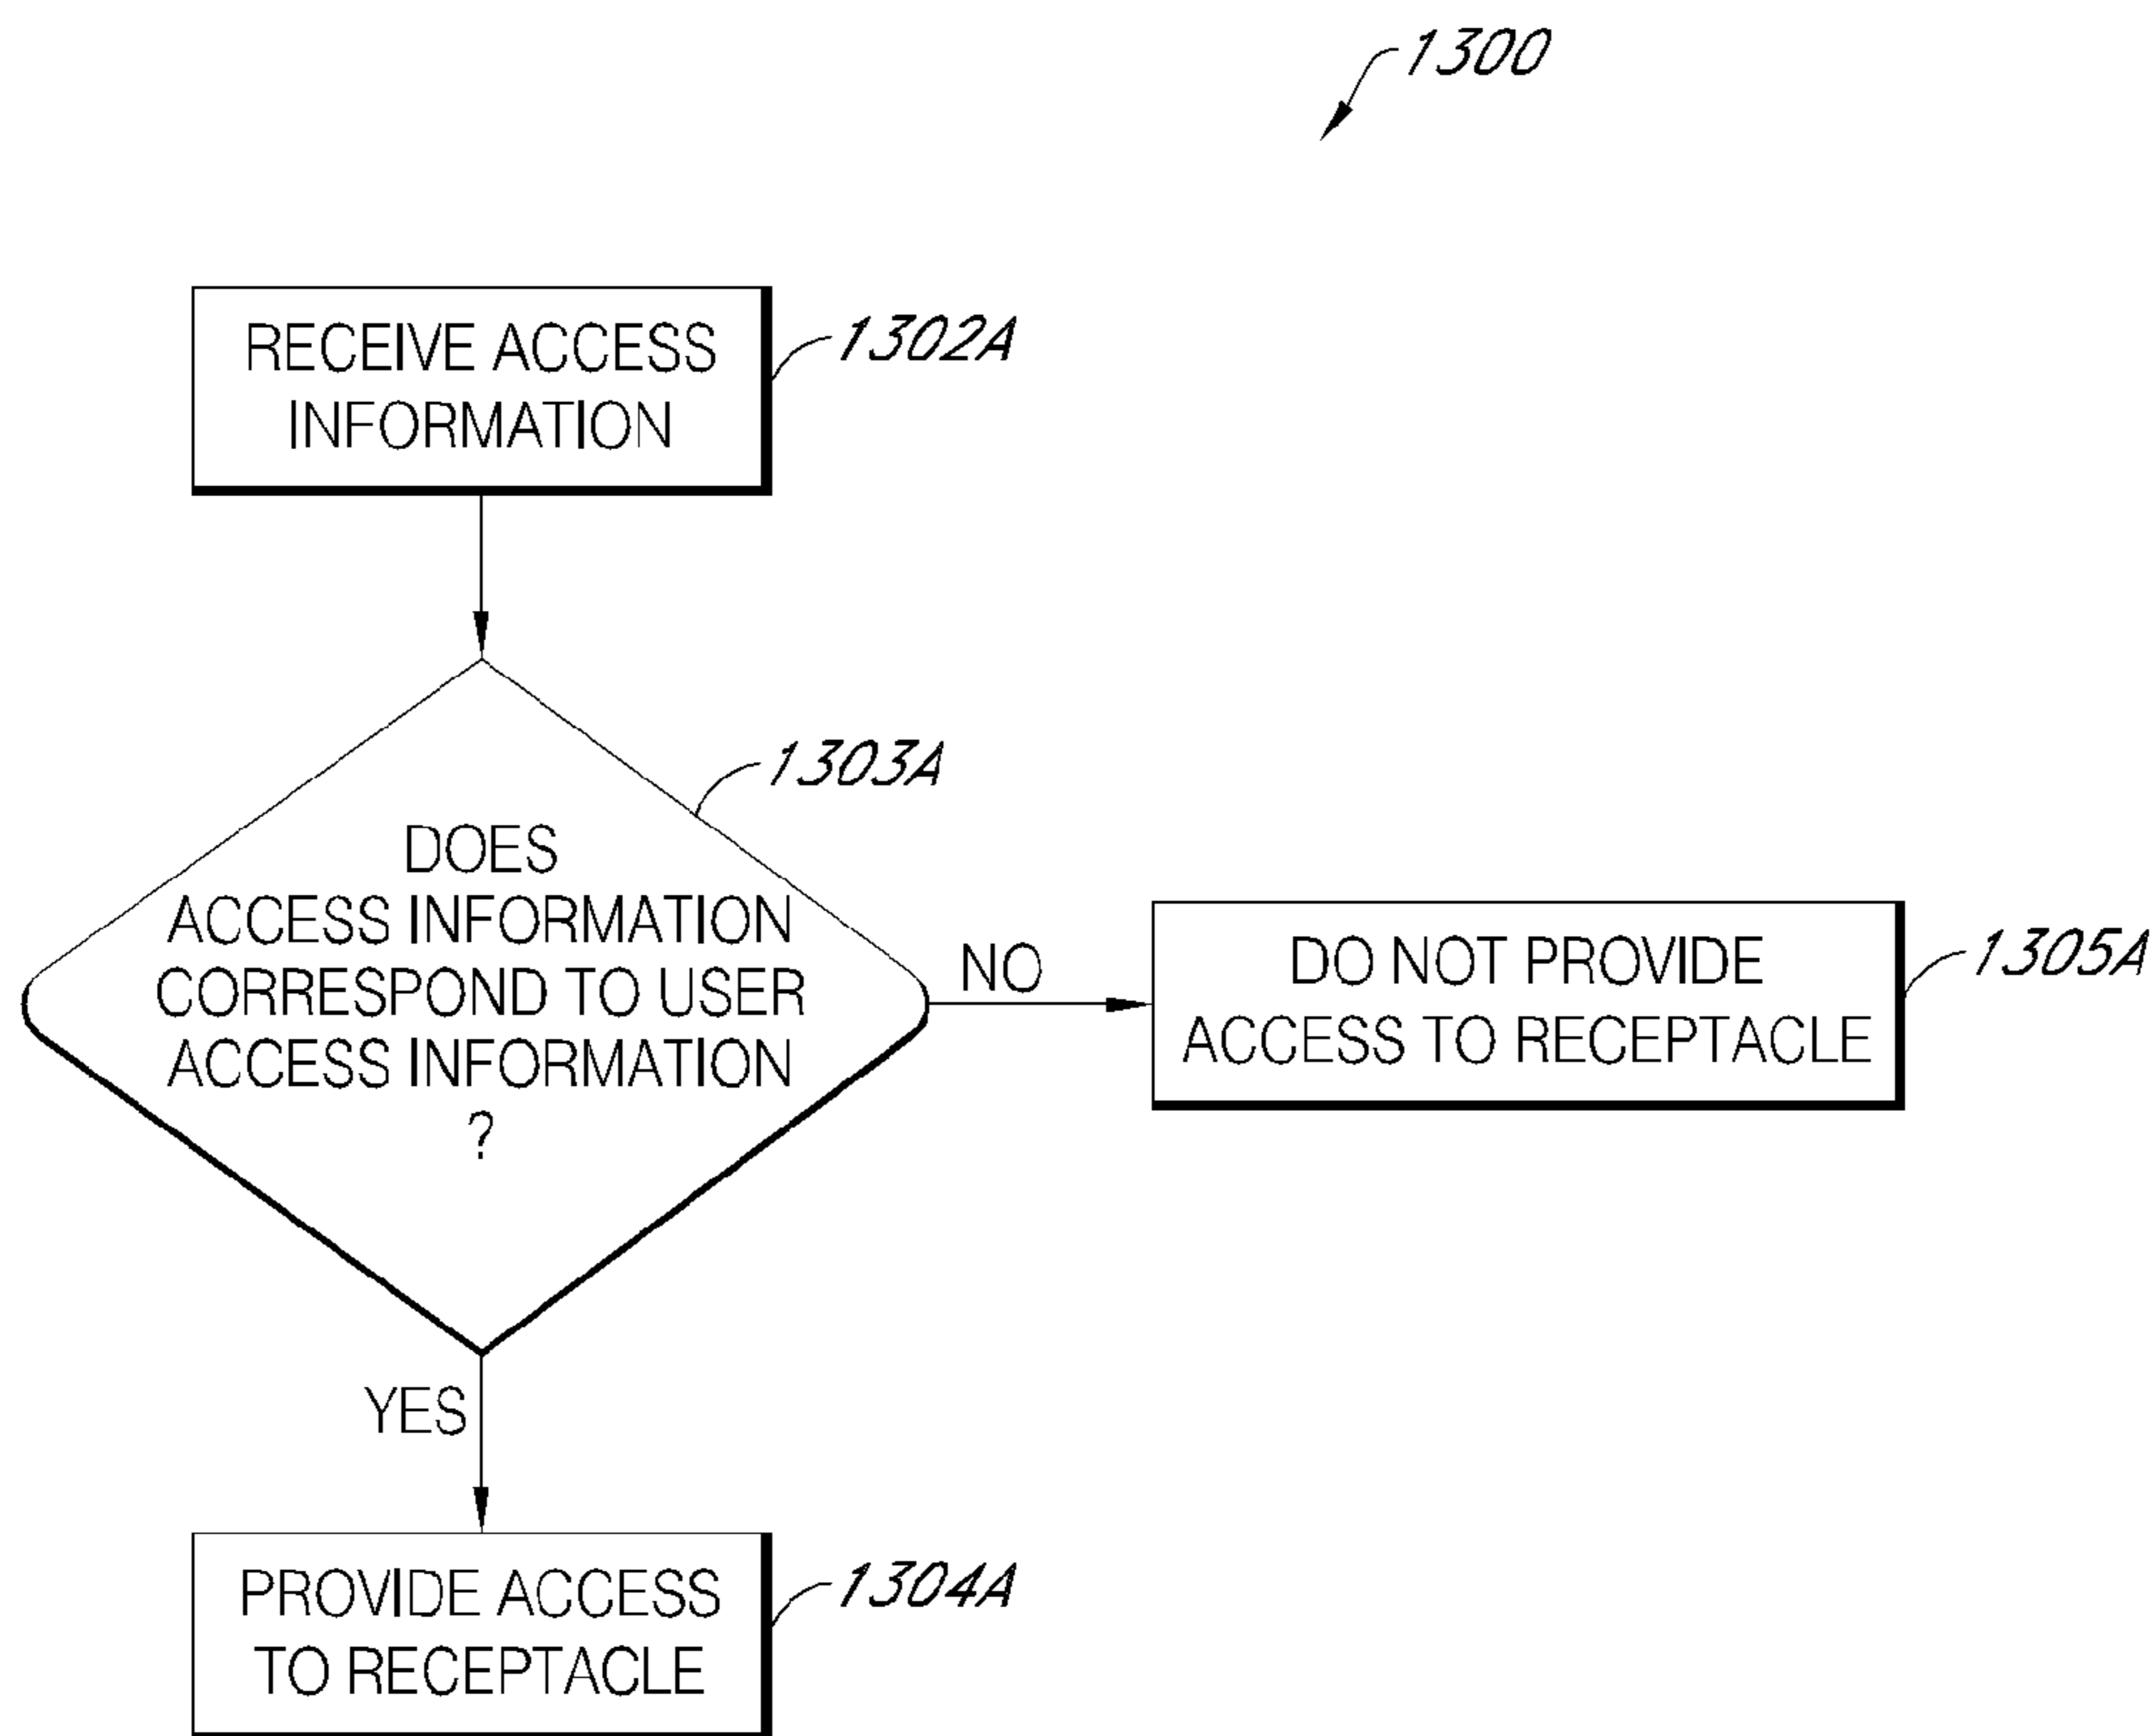 1300
RECEIVE ACCESS
INFORMATION
1302A
1303A
DOES
ACCESS INFORMATION
CORRESPOND TO USER
ACCESS INFORMATION
?
NO
DO NOT PROVIDE
ACCESS TO RECEPTACLE
1305A
YES
PROVIDE ACCESS
TO RECEPTACLE
1304A